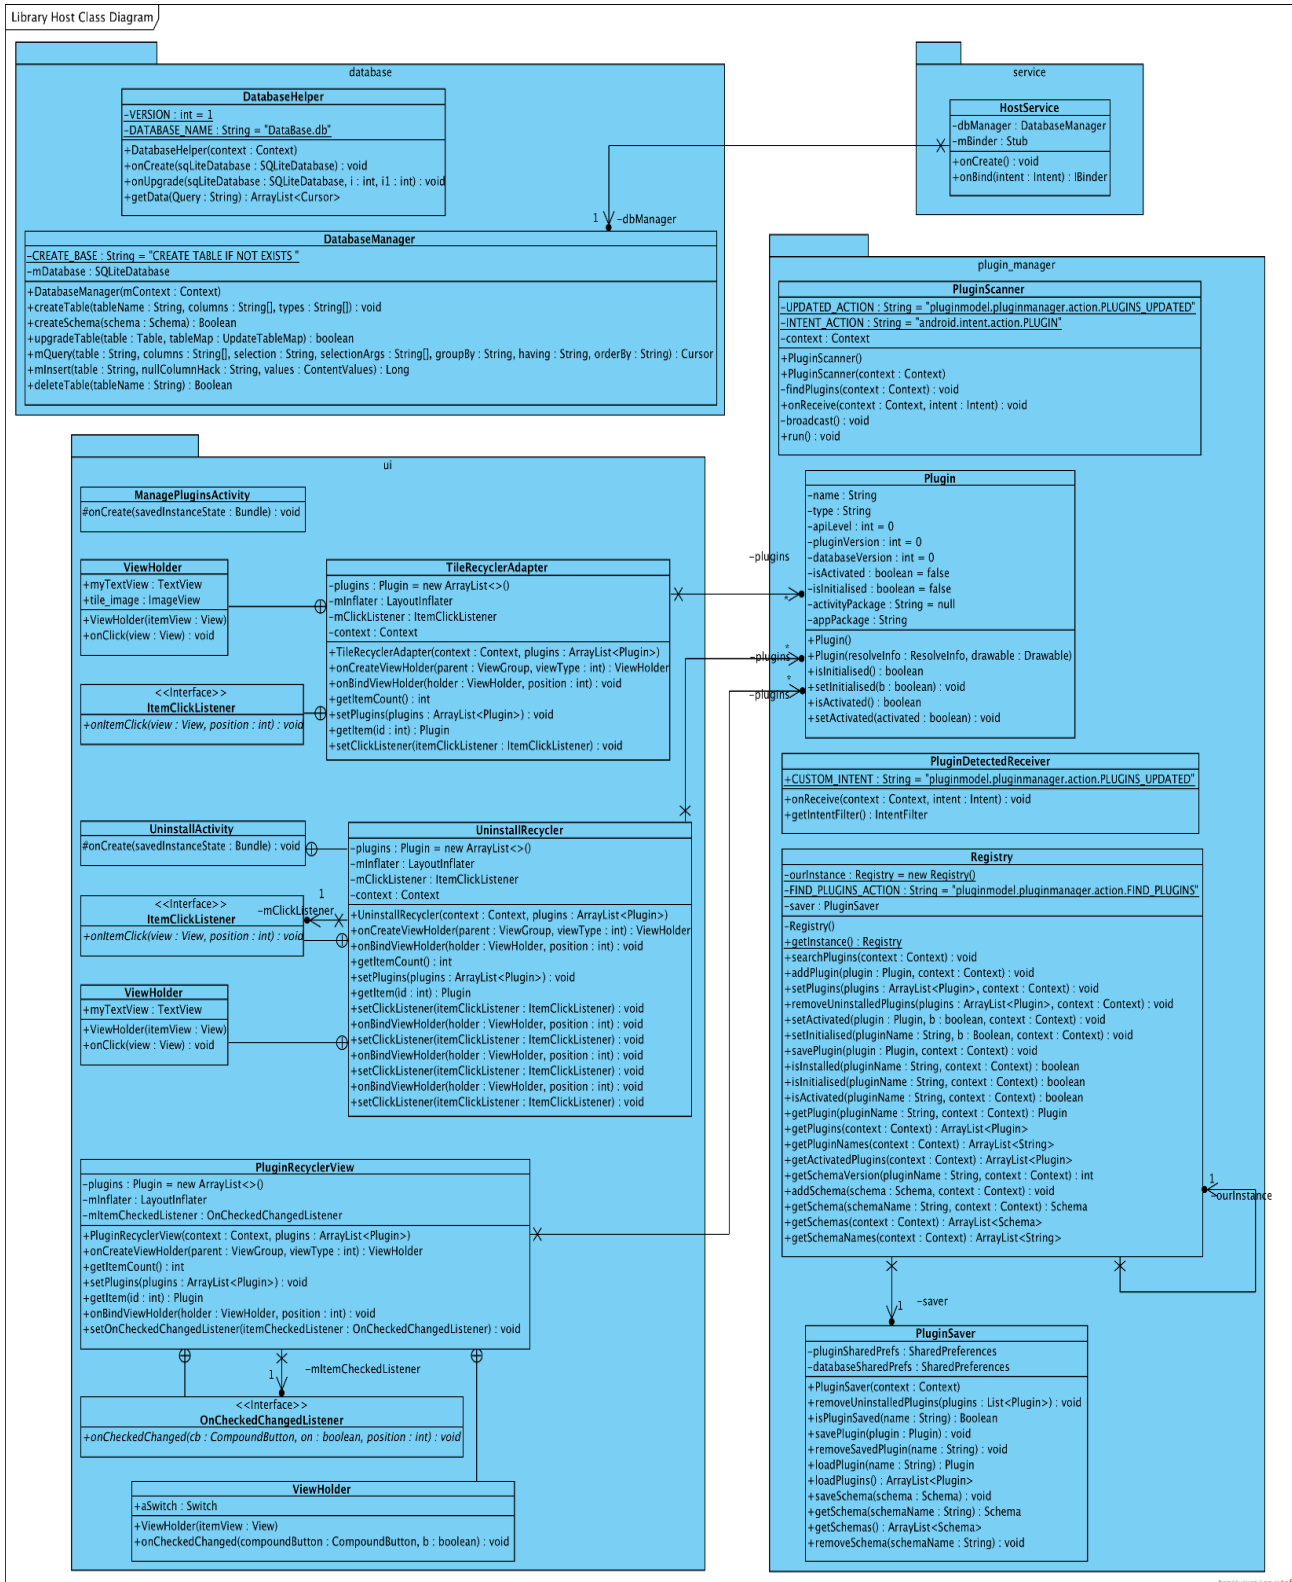 Library Host Class Diagram
database
DatabaseHelper
-VERSION : int = 1
-DATABASE_NAME : String = "DataBase.db"
+DatabaseHelper(context : Context)
+onCreate(sqLiteDatabase : SQLiteDatabase) : void
+onUpgrade(sqLiteDatabase : SQLiteDatabase, i : int, i1 : int) : void
+getData(Query : String) : ArrayList<Cursor>
1
-dbManager
DatabaseManager
-CREATE_BASE : String = "CREATE TABLE IF NOT EXISTS "
-mDatabase : SQLiteDatabase
+DatabaseManager(mContext : Context)
+createTable(tableName : String, columns : String[], types : String[]) : void
+createSchema(schema : Schema) : Boolean
+upgradeTable(table : Table, tableMap : UpdateTableMap) : boolean
+mQuery(table : String, columns : String[], selection : String, selectionArgs : String[], groupBy : String, having : String, orderBy : String) : Cursor
+mInsert(table : String, nullColumnHack : String, values : ContentValues) : Long
+deleteTable(tableName : String) : Boolean
service
HostService
-dbManager : DatabaseManager
-mBinder : Stub
+onCreate() : void
+onBind(intent : Intent) : IBinder
plugin_manager
PluginScanner
-UPDATED_ACTION : String = "pluginmodel.pluginmanager.action.PLUGINS_UPDATED"
-INTENT_ACTION : String = "android.intent.action.PLUGIN"
-context : Context
+PluginScanner()
+PluginScanner(context : Context)
-findPlugins(context : Context) : void
+onReceive(context : Context, intent : Intent) : void
-broadcast() : void
+run() : void
Plugin
-name : String
-type : String
-apiLevel : int = 0
-pluginVersion : int = 0
-databaseVersion : int = 0
-isActivated : boolean = false
-isInitialised : boolean = false
-activityPackage : String = null
-appPackage : String
+Plugin()
+Plugin(resolveInfo : ResolveInfo, drawable : Drawable)
+isInitialised() : boolean
+setInitialised(b : boolean) : void
+isActivated() : boolean
+setActivated(activated : boolean) : void
-plugins
*
-plugins
*
-plugins
*
PluginDetectedReceiver
+CUSTOM_INTENT : String = "pluginmodel.pluginmanager.action.PLUGINS_UPDATED"
+onReceive(context : Context, intent : Intent) : void
+getIntentFilter() : IntentFilter
Registry
-ourInstance : Registry = new Registry()
-FIND_PLUGINS_ACTION : String = "pluginmodel.pluginmanager.action.FIND_PLUGINS"
-saver : PluginSaver
-Registry()
+getInstance() : Registry
+searchPlugins(context : Context) : void
+addPlugin(plugin : Plugin, context : Context) : void
+setPlugins(plugins : ArrayList<Plugin>, context : Context) : void
+removeUninstalledPlugins(plugins : ArrayList<Plugin>, context : Context) : void
+setActivated(plugin : Plugin, b : boolean, context : Context) : void
+setInitialised(pluginName : String, b : Boolean, context : Context) : void
+savePlugin(plugin : Plugin, context : Context) : void
+isInstalled(pluginName : String, context : Context) : boolean
+isInitialised(pluginName : String, context : Context) : boolean
+isActivated(pluginName : String, context : Context) : boolean
+getPlugin(pluginName : String, context : Context) : Plugin
+getPlugins(context : Context) : ArrayList<Plugin>
+getPluginNames(context : Context) : ArrayList<String>
+getActivatedPlugins(context : Context) : ArrayList<Plugin>
+getSchemaVersion(pluginName : String, context : Context) : int
+addSchema(schema : Schema, context : Context) : void
+getSchema(schemaName : String, context : Context) : Schema
+getSchemas(context : Context) : ArrayList<Schema>
+getSchemaNames(context : Context) : ArrayList<String>
1
-ourInstance
1
-saver
PluginSaver
-pluginSharedPrefs : SharedPreferences
-databaseSharedPrefs : SharedPreferences
+PluginSaver(context : Context)
+removeUninstalledPlugins(plugins : List<Plugin>) : void
+isPluginSaved(name : String) : Boolean
+savePlugin(plugin : Plugin) : void
+removeSavedPlugin(name : String) : void
+loadPlugin(name : String) : Plugin
+loadPlugins() : ArrayList<Plugin>
+saveSchema(schema : Schema) : void
+getSchema(schemaName : String) : Schema
+getSchemas() : ArrayList<Schema>
+removeSchema(schemaName : String) : void
ui
ManagePluginsActivity
#onCreate(savedInstanceState : Bundle) : void
ViewHolder
+myTextView : TextView
+tile_image : ImageView
+ViewHolder(itemView : View)
+onClick(view : View) : void
<<Interface>>
ItemClickListener
+onItemClick(view : View, position : int) : void
TileRecyclerAdapter
-plugins : Plugin = new ArrayList<>()
-mInflater : LayoutInflater
-mClickListener : ItemClickListener
-context : Context
+TileRecyclerAdapter(context : Context, plugins : ArrayList<Plugin>)
+onCreateViewHolder(parent : ViewGroup, viewType : int) : ViewHolder
+onBindViewHolder(holder : ViewHolder, position : int) : void
+getItemCount() : int
+setPlugins(plugins : ArrayList<Plugin>) : void
+getItem(id : int) : Plugin
+setClickListener(itemClickListener : ItemClickListener) : void
UninstallActivity
#onCreate(savedInstanceState : Bundle) : void
<<Interface>>
ItemClickListener
+onItemClick(view : View, position : int) : void
1
-mClickListener
ViewHolder
+myTextView : TextView
+ViewHolder(itemView : View)
+onClick(view : View) : void
UninstallRecycler
-plugins : Plugin = new ArrayList<>()
-mInflater : LayoutInflater
-mClickListener : ItemClickListener
-context : Context
+UninstallRecycler(context : Context, plugins : ArrayList<Plugin>)
+onCreateViewHolder(parent : ViewGroup, viewType : int) : ViewHolder
+onBindViewHolder(holder : ViewHolder, position : int) : void
+getItemCount() : int
+setPlugins(plugins : ArrayList<Plugin>) : void
+getItem(id : int) : Plugin
+setClickListener(itemClickListener : ItemClickListener) : void
+onBindViewHolder(holder : ViewHolder, position : int) : void
+setClickListener(itemClickListener : ItemClickListener) : void
+onBindViewHolder(holder : ViewHolder, position : int) : void
+setClickListener(itemClickListener : ItemClickListener) : void
+onBindViewHolder(holder : ViewHolder, position : int) : void
+setClickListener(itemClickListener : ItemClickListener) : void
PluginRecyclerView
-plugins : Plugin = new ArrayList<>()
-mInflater : LayoutInflater
-mItemCheckedListener : OnCheckedChangedListener
+PluginRecyclerView(context : Context, plugins : ArrayList<Plugin>)
+onCreateViewHolder(parent : ViewGroup, viewType : int) : ViewHolder
+getItemCount() : int
+setPlugins(plugins : ArrayList<Plugin>) : void
+getItem(id : int) : Plugin
+onBindViewHolder(holder : ViewHolder, position : int) : void
+setOnCheckedChangedListener(itemCheckedListener : OnCheckedChangedListener) : void
1
-mItemCheckedListener
<<Interface>>
OnCheckedChangedListener
+onCheckedChanged(cb : CompoundButton, on : boolean, position : int) : void
ViewHolder
+aSwitch : Switch
+ViewHolder(itemView : View)
+onCheckedChanged(compoundButton : CompoundButton, b : boolean) : void